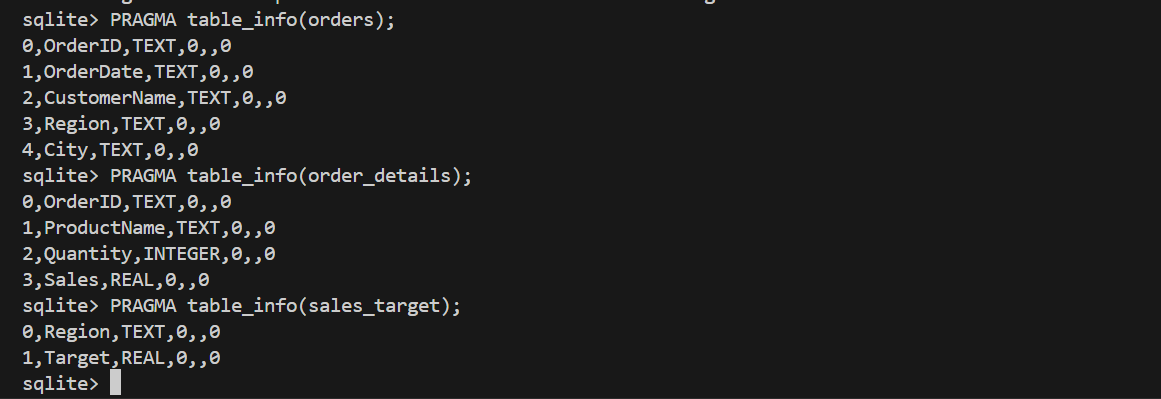 sqlite> PRAGMA table_info(orders);
0,OrderID,TEXT,0,,0
1,OrderDate,TEXT,0,,0
2,CustomerName,TEXT,0,,0
3,Region,TEXT,0,,0
4,City,TEXT,0,,0
sqlite> PRAGMA table_info(order_details);
0,OrderID,TEXT,0,,0
1,ProductName,TEXT,0,,0
2,Quantity,INTEGER,0,,0
3,Sales,REAL,0,,0
sqlite> PRAGMA table_info(sales_target);
0,Region,TEXT,0,,0
1,Target,REAL,0,,0
sqlite>